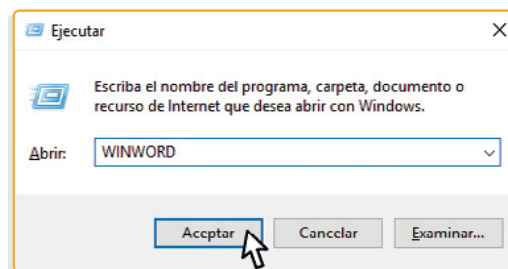 Ejecutar
Escriba el nombre del programa, carpeta, documento o
recurso de Internet que desea abrir con Windows.
Abrir: WINWORD
Aceptar Cancelar Examinar...